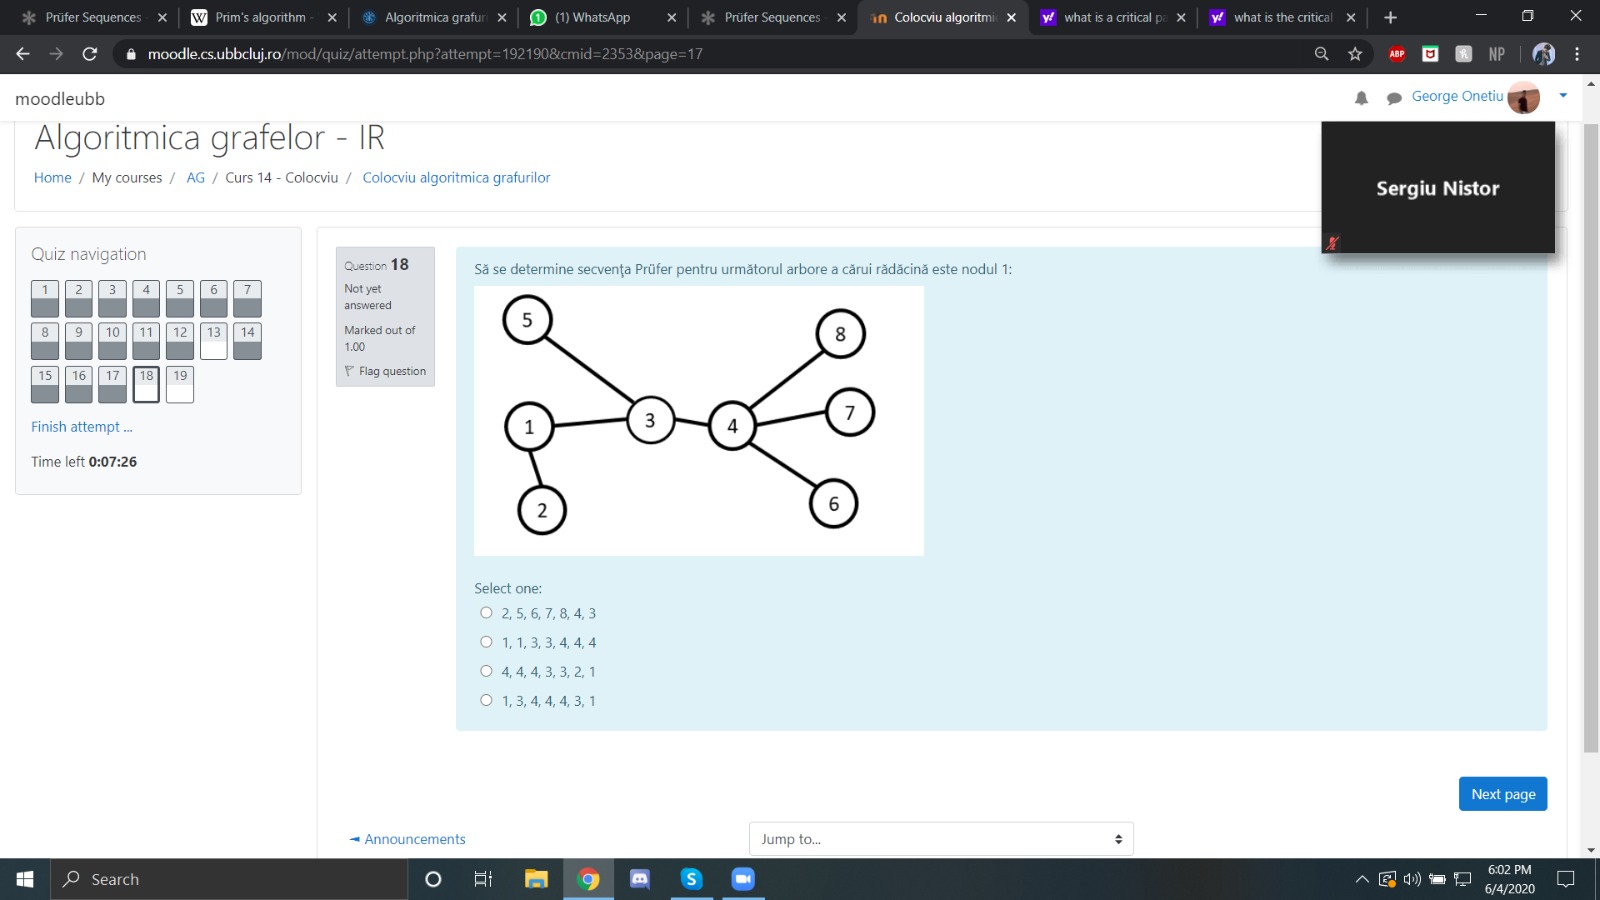 Prüfer Sequences
Prim's algorithm -
Algoritmica grafuri
(1) WhatsApp
Prüfer Sequences
Colocviu algoritmic
what is a critical pa
what is the critical
moodle.cs.ubbcluj.ro/mod/quiz/attempt.php?attempt=192190&cmid=2353&page=17
ABP
NP
moodleubb
George Onetiu
Algoritmica grafelor - IR
Home / My courses / AG / Curs 14 - Colocviu / Colocviu algoritmica grafurilor
Sergiu Nistor
Quiz navigation
1 2 3 4 5 6 7
8 9 10 11 12 13 14
15 16 17 18 19
Finish attempt ...
Time left 0:07:26
Question 18
Not yet
answered
Marked out of
1.00
Flag question
Să se determine secvența Prüfer pentru următorul arbore a cărui rădăcină este nodul 1:
5
8
7
3
4
1
2
6
Select one:
2, 5, 6, 7, 8, 4, 3
1, 1, 3, 3, 4, 4, 4
4, 4, 4, 3, 3, 2, 1
1, 3, 4, 4, 4, 3, 1
Next page
◄ Announcements
Jump to...
Search
6:02 PM
6/4/2020